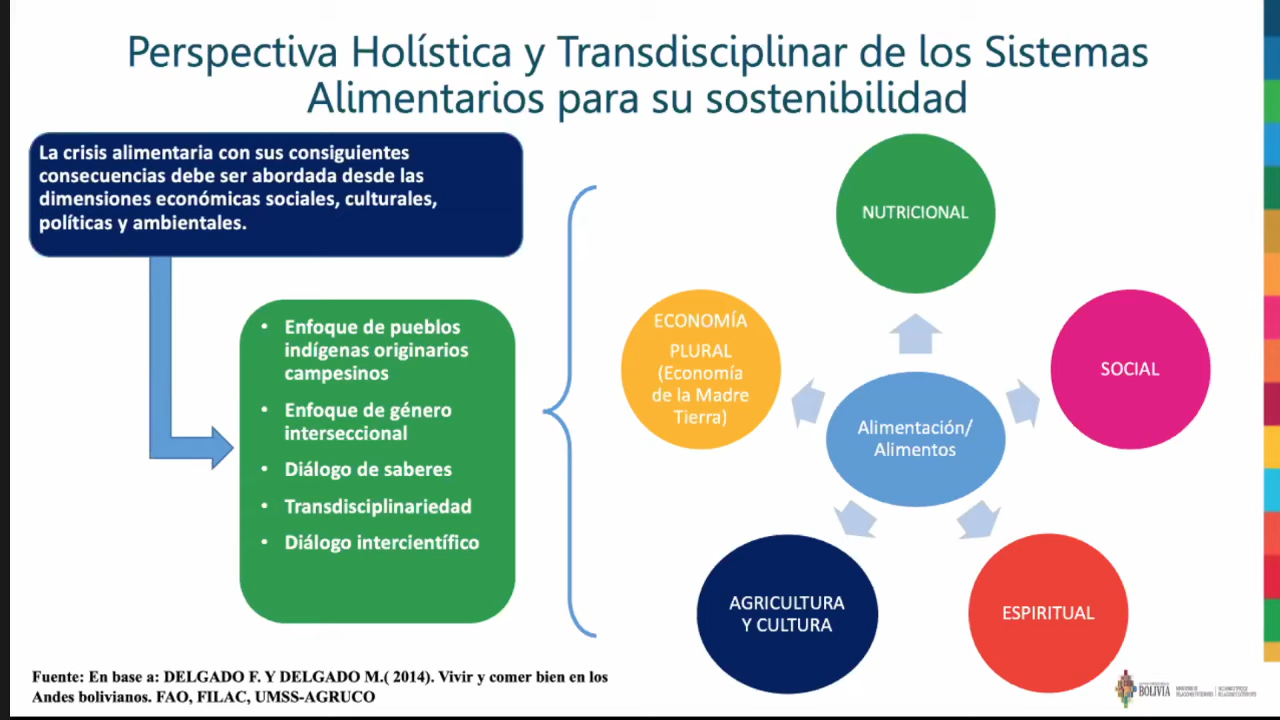 Perspectiva Holística y Transdisciplinar de los Sistemas
Alimentarios para su sostenibilidad
La crisis alimentaria con sus consiguientes
consecuencias debe ser abordada desde las
dimensiones económicas sociales, culturales,
políticas y ambientales.
• Enfoque de pueblos
indígenas originarios
campesinos
• Enfoque de género
interseccional
• Diálogo de saberes
• Transdisciplinariedad
• Diálogo intercientífico
NUTRICIONAL
ECONOMÍA
PLURAL
(Economía
de la Madre
Tierra)
SOCIAL
Alimentación/
Alimentos
AGRICULTURA
Y CULTURA
ESPIRITUAL
Fuente: En base a: DELGADO F. Y DELGADO M.( 2014). Vivir y comer bien en los
Andes bolivianos. FAO, FILAC, UMSS-AGRUCO
BOLIVIA